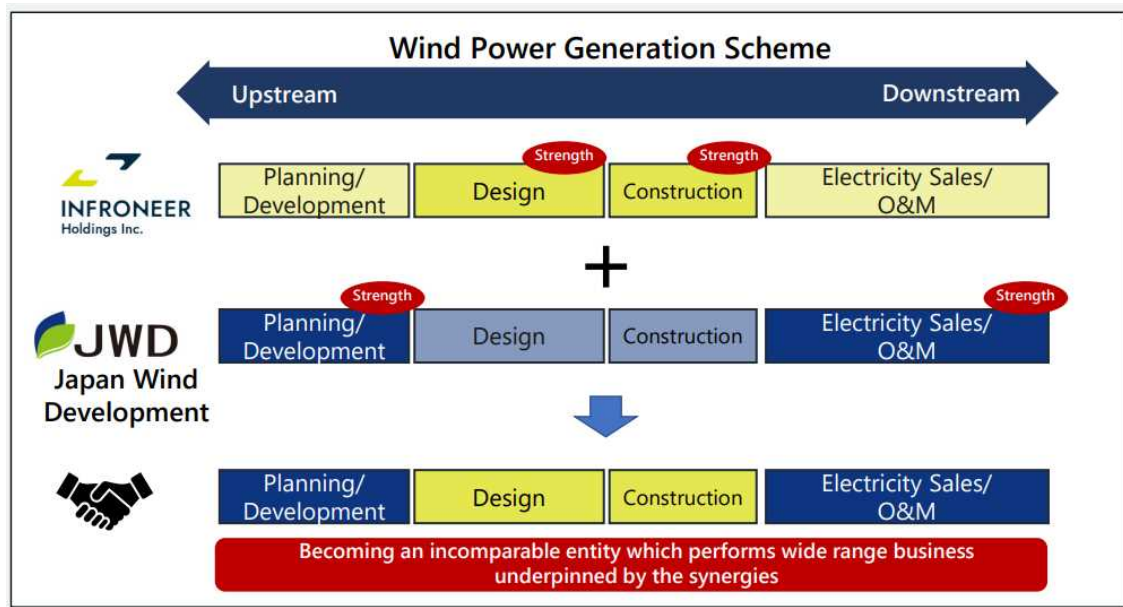 Wind Power Generation Scheme
Upstream
Downstream
INFRONEER
Holdings Inc.
Planning/
Development
Strength
Design
Strength
Construction
Electricity Sales/
O&M
+
JWD
Japan Wind
Development
Strength
Planning/
Development
Design
Construction
Strength
Electricity Sales/
O&M
Planning/
Development
Design
Construction
Electricity Sales/
O&M
Becoming an incomparable entity which performs wide range business
underpinned by the synergies